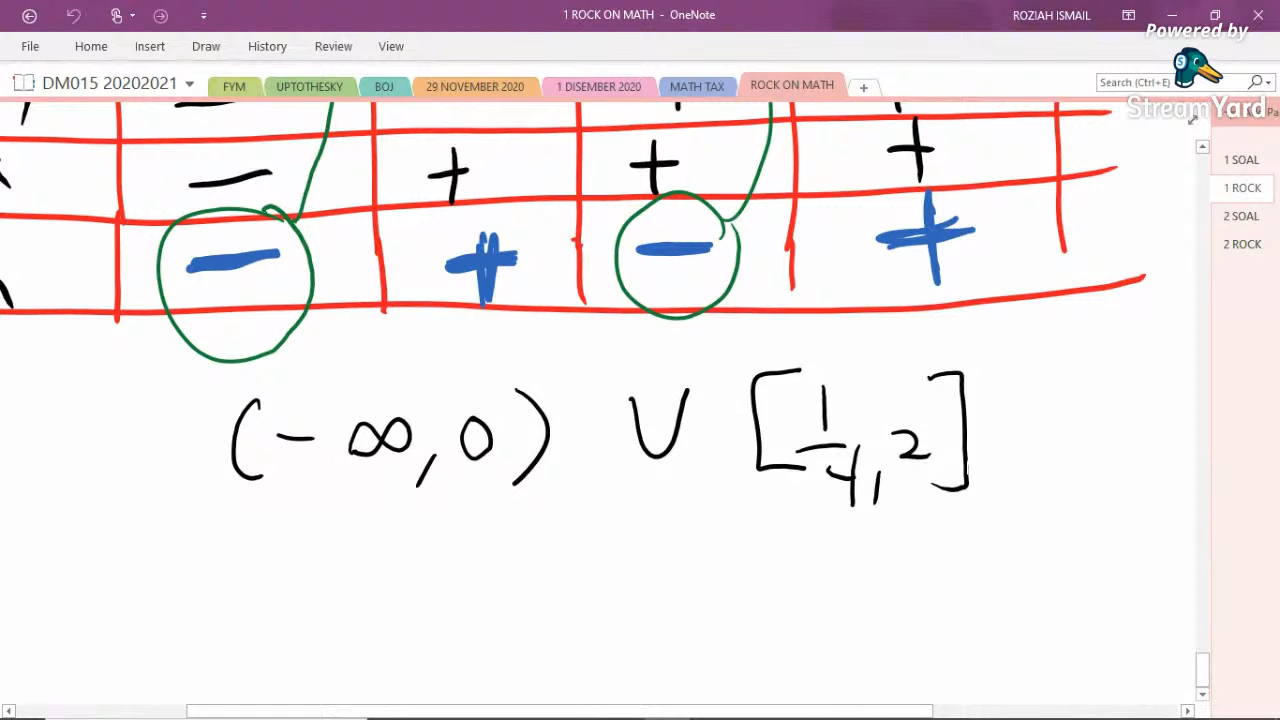 1 ROCK ON MATH - OneNote
ROZIAH ISMAIL
Powered by
StreamYard
File Home Insert Draw History Review View
DM015 20202021 FYM UPTOTHESKY BOJ 29 NOVEMBER 2020 1 DISEMBER 2020 MATH TAX ROCK ON MATH + Search (Ctrl+E)
1 SOAL
1 ROCK
2 SOAL
2 ROCK
− + + +
− + − +
(-∞, 0) ∪ [1/4, 2]